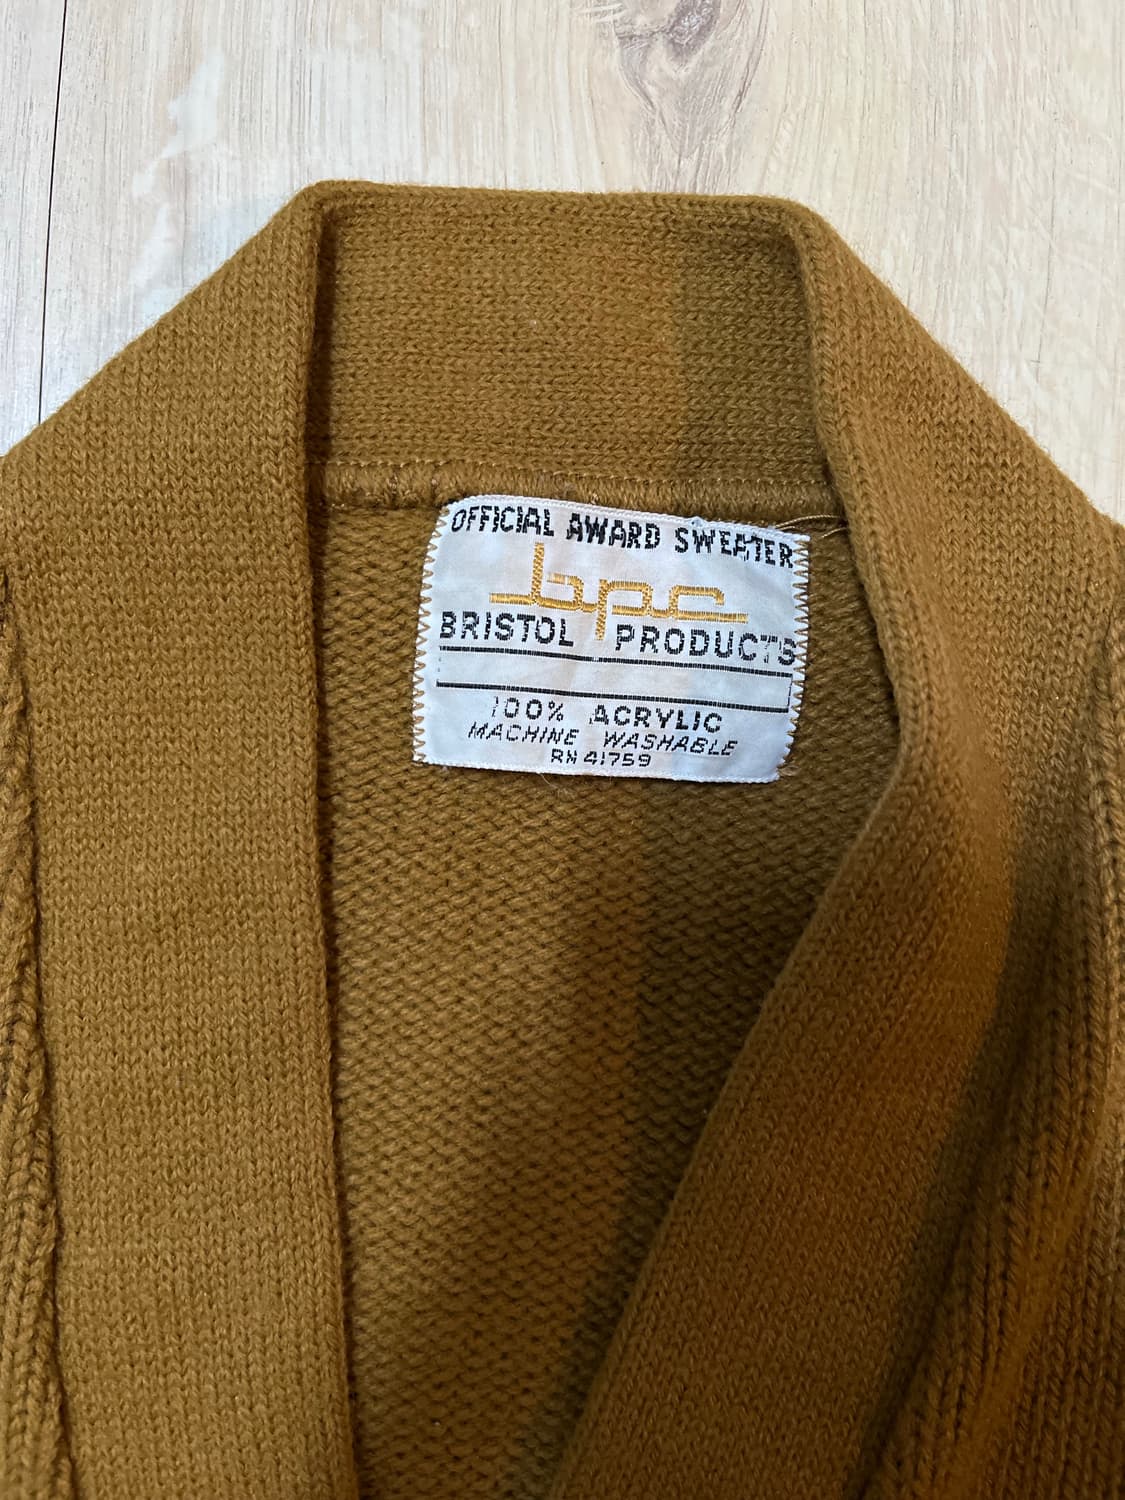 OFFICIAL AWARD SWEATER
bpc
BRISTOL PRODUCTS
100% ACRYLIC
MACHINE WASHABLE
RN 41759